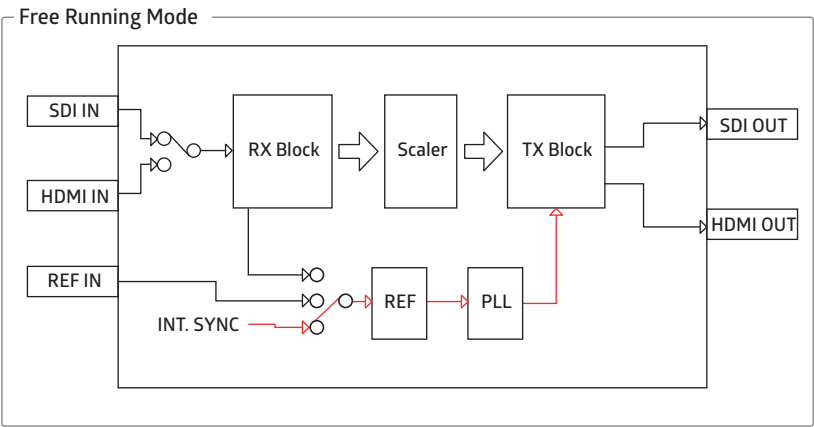 Free Running Mode
SDI IN
HDMI IN
REF IN
RX Block
Scaler
TX Block
SDI OUT
HDMI OUT
INT. SYNC
REF
PLL